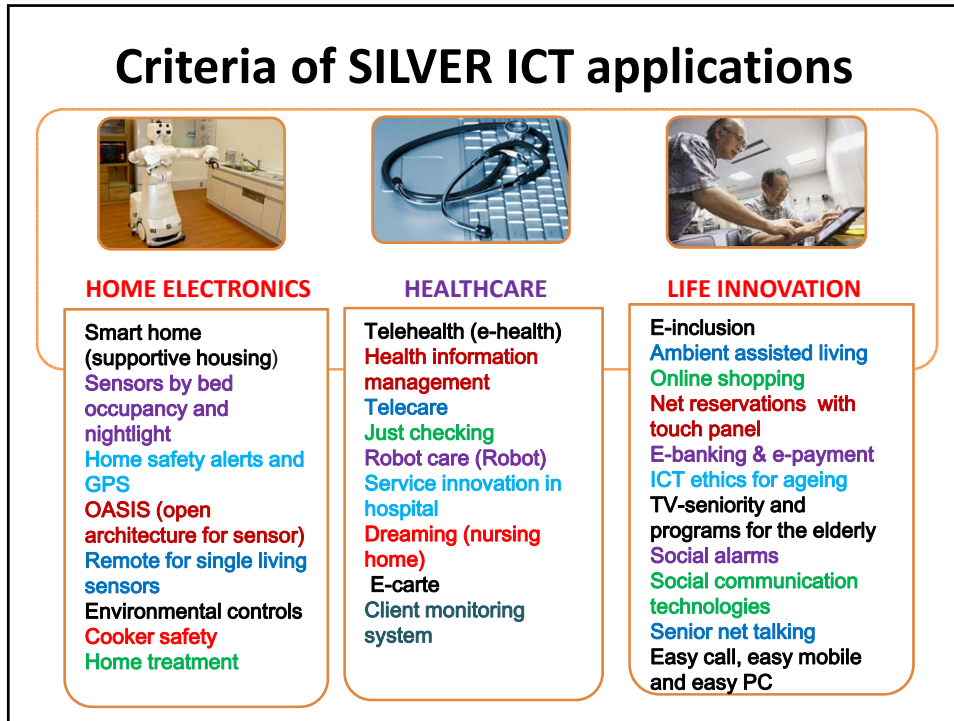 Criteria of SILVER ICT applications
HOME ELECTRONICS
Smart home
(supportive housing)
Sensors by bed
occupancy and
nightlight
Home safety alerts and
GPS
OASIS (open
architecture for sensor)
Remote for single living
sensors
Environmental controls
Cooker safety
Home treatment
HEALTHCARE
Telehealth (e-health)
Health information
management
Telecare
Just checking
Robot care (Robot)
Service innovation in
hospital
Dreaming (nursing
home)
E-carte
Client monitoring
system
LIFE INNOVATION
E-inclusion
Ambient assisted living
Online shopping
Net reservations with
touch panel
E-banking & e-payment
ICT ethics for ageing
TV-seniority and
programs for the elderly
Social alarms
Social communication
technologies
Senior net talking
Easy call, easy mobile
and easy PC